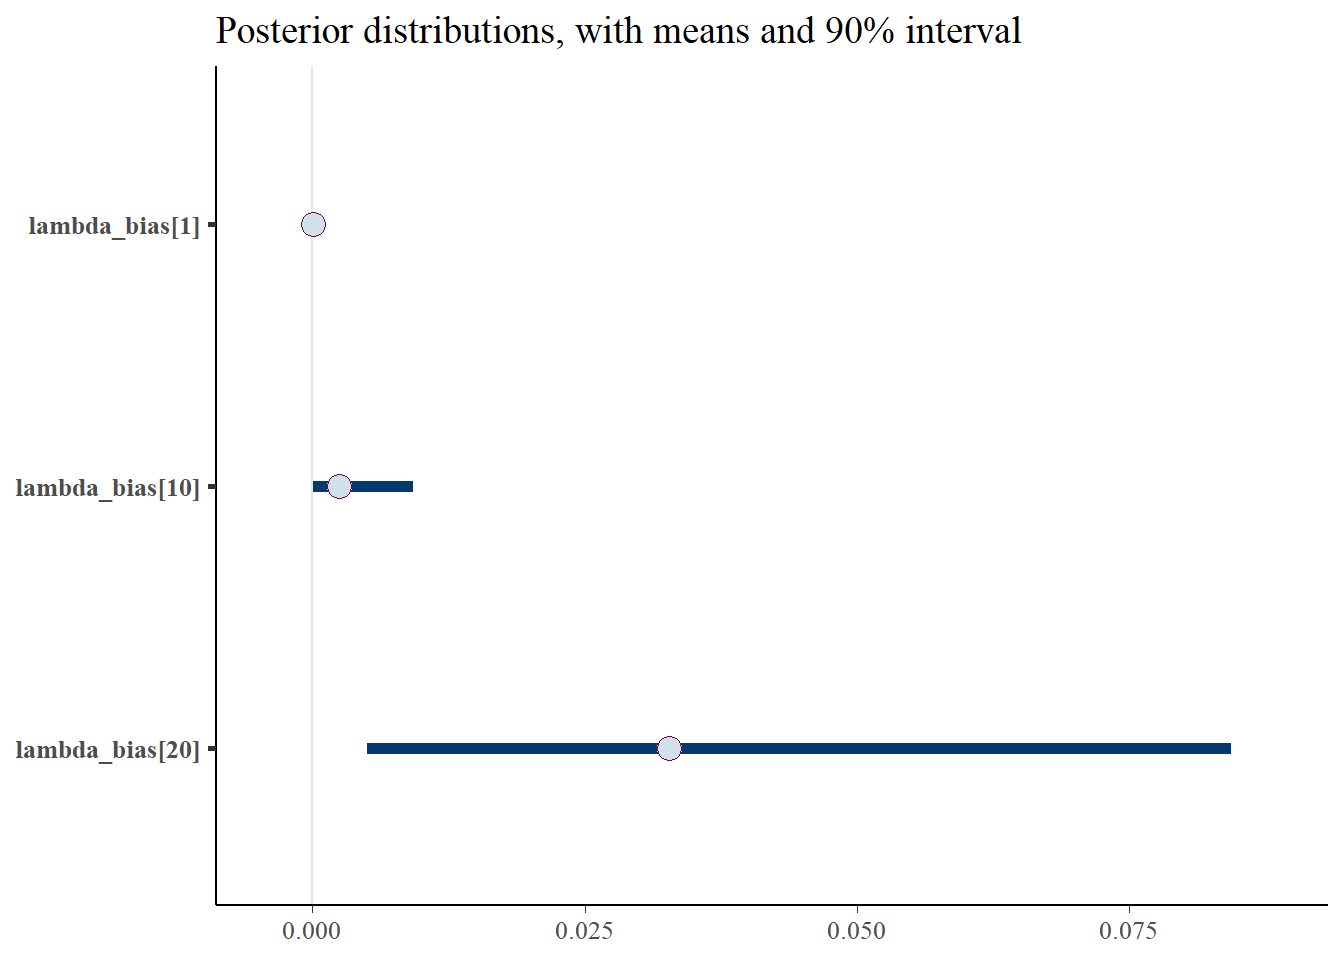 Posterior distributions, with means and 90% interval
lambda_bias[1]
lambda_bias[10]
lambda_bias[20]
0.000 0.025 0.050 0.075